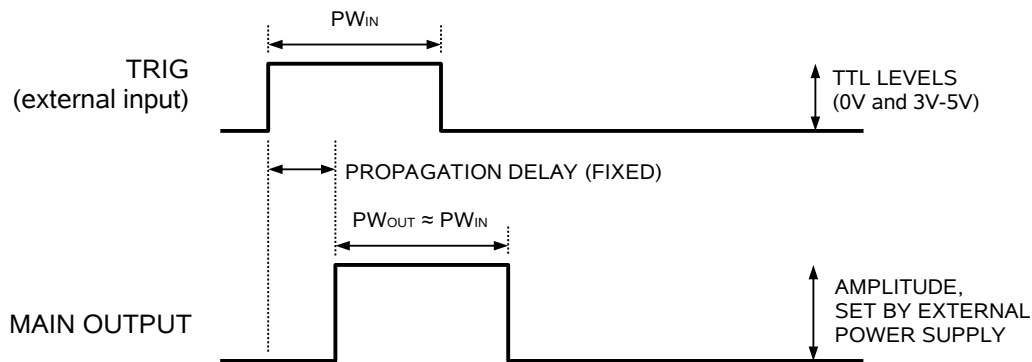 PWIN
TRIG
(external input)
TTL LEVELS
(0V and 3V-5V)
PROPAGATION DELAY (FIXED)
PWOUT ≈ PWIN
MAIN OUTPUT
AMPLITUDE,
SET BY EXTERNAL
POWER SUPPLY